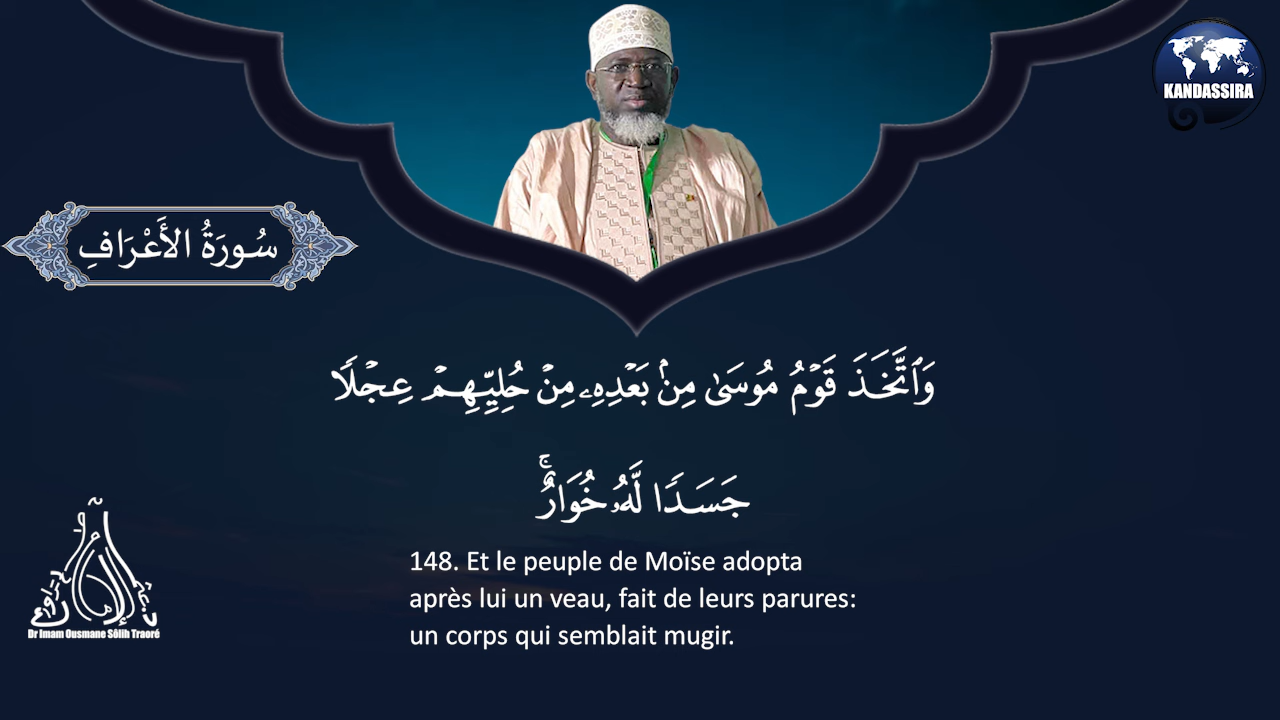 KANDASSIRA
سُورَةُ الأَعْرَافِ
وَٱتَّخَذَ قَوْمُ مُوسَىٰ مِنۢ بَعْدِهِۦ مِنْ حُلِيِّهِمْ عِجْلًا
جَسَدًا لَّهُۥ خُوَارٌۚ
148. Et le peuple de Moïse adopta
après lui un veau, fait de leurs parures:
un corps qui semblait mugir.
Dr Imam Ousmane Sôlih Traoré